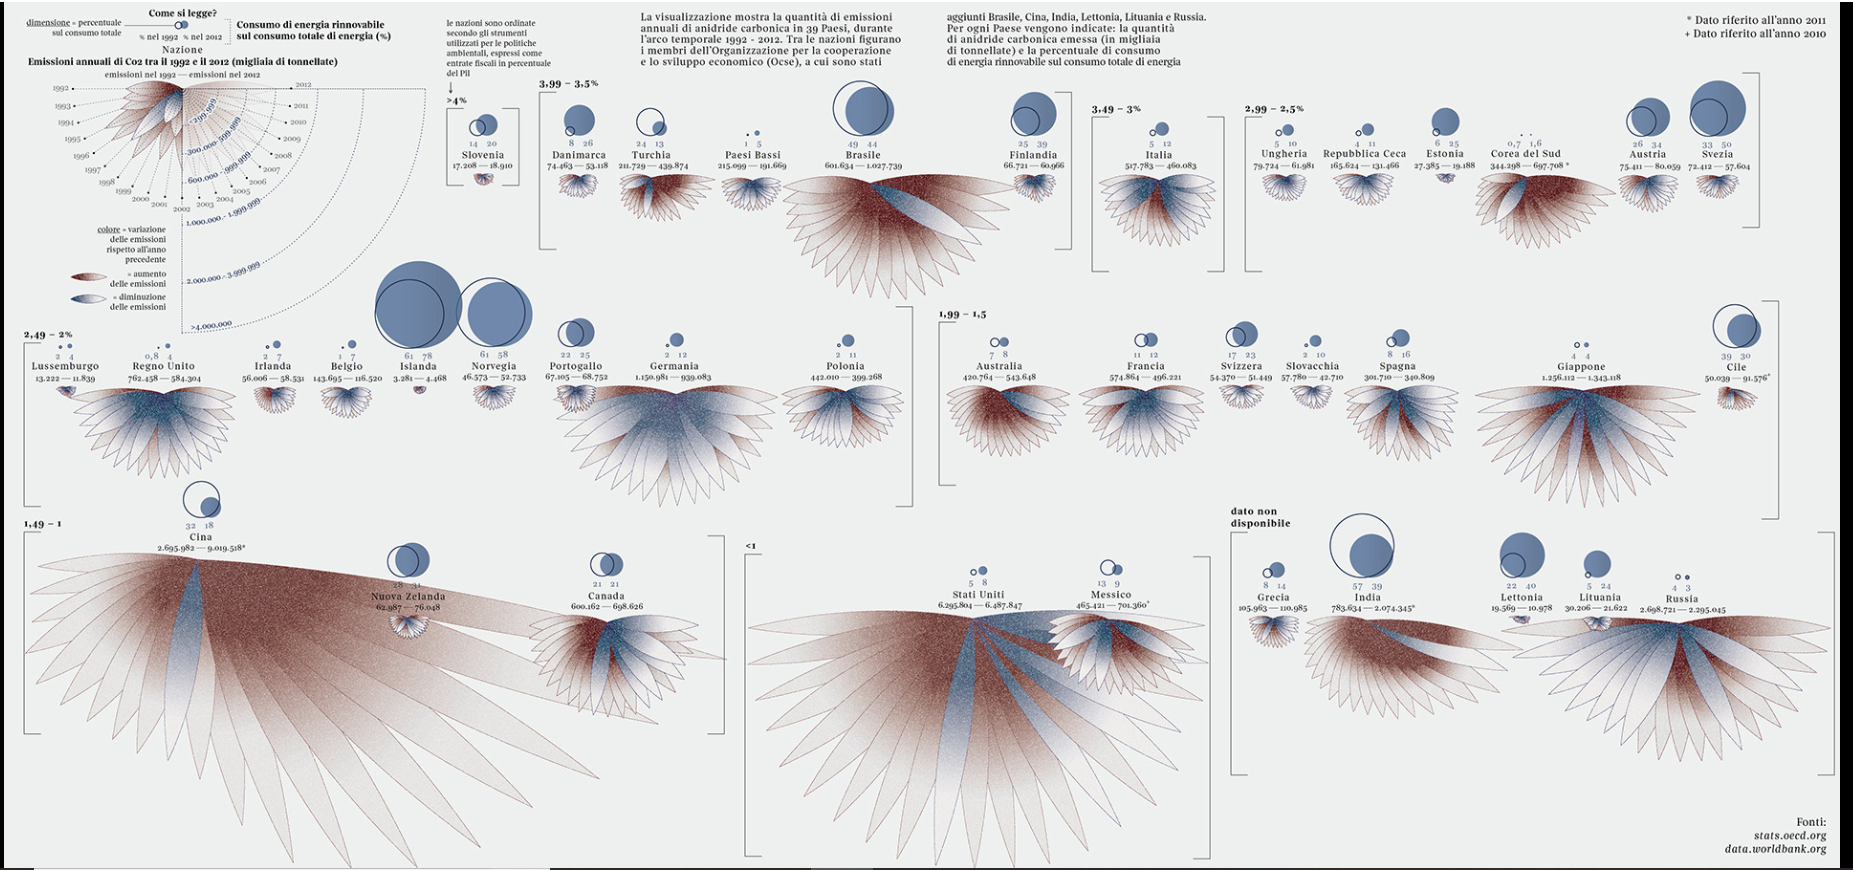 Come si legge?
dimensione = percentuale
sul consumo totale
% nel 1992 % nel 2012
Consumo di energia rinnovabile
sul consumo totale di energia (%)
Nazione
Emissioni annuali di Co2 tra il 1992 e il 2012 (migliaia di tonnellate)
emissioni nel 1992 — emissioni nel 2012
1992
1993
1994
1995
1996
1997
1998
1999
2000
2001
2002
2003
2004
2005
2006
2007
2008
2009
2010
2011
2012
<299.999
300.000 - 599.999
600.000 - 999.999
1.000.000 - 1.999.999
2.000.000 - 3.999.999
>4.000.000
colore = variazione
delle emissioni
rispetto all'anno
precedente
= aumento
delle emissioni
= diminuzione
delle emissioni
le nazioni sono ordinate
secondo gli strumenti
utilizzati per le politiche
ambientali, espressi come
entrate fiscali in percentuale
del Pil
La visualizzazione mostra la quantità di emissioni
annuali di anidride carbonica in 39 Paesi, durante
l'arco temporale 1992 - 2012. Tra le nazioni figurano
i membri dell'Organizzazione per la cooperazione
e lo sviluppo economico (Ocse), a cui sono stati
aggiunti Brasile, Cina, India, Lettonia, Lituania e Russia.
Per ogni Paese vengono indicate: la quantità
di anidride carbonica emessa (in migliaia
di tonnellate) e la percentuale di consumo
di energia rinnovabile sul consumo totale di energia
* Dato riferito all'anno 2011
+ Dato riferito all'anno 2010
>4%
14 20
Slovenia
17.208 — 18.910
3,99 – 3,5%
8 26
Danimarca
74.463 — 53.118
24 13
Turchia
211.729 — 439.874
1 5
Paesi Bassi
215.099 — 191.669
49 44
Brasile
601.634 — 1.027.739
25 39
Finlandia
66.721 — 60.966
3,49 – 3%
5 12
Italia
517.783 — 460.083
2,99 – 2,5%
5 10
Ungheria
79.724 — 61.981
4 11
Repubblica Ceca
165.624 — 131.466
6 25
Estonia
27.385 — 19.188
0,7 1,6
Corea del Sud
344.298 — 697.708 *
26 34
Austria
75.411 — 80.059
33 50
Svezia
72.412 — 57.604
2,49 – 2%
2 4
Lussemburgo
13.222 — 11.839
0,8 4
Regno Unito
762.458 — 584.304
2 7
Irlanda
56.006 — 58.531
1 7
Belgio
143.695 — 116.520
61 78
Islanda
3.281 — 4.468
61 58
Norvegia
46.573 — 52.733
22 25
Portogallo
67.105 — 68.752
2 12
Germania
1.150.981 — 939.083
2 11
Polonia
442.010 — 399.268
1,99 – 1,5
7 8
Australia
420.764 — 543.648
11 12
Francia
574.864 — 496.221
17 23
Svizzera
54.370 — 51.449
2 10
Slovacchia
57.780 — 42.710
8 16
Spagna
301.710 — 340.809
4 4
Giappone
1.256.112 — 1.343.118
39 30
Cile
50.039 — 91.576*
1,49 – 1
32 18
Cina
2.695.982 — 9.019.518*
28 31
Nuova Zelanda
62.987 — 76.048
21 21
Canada
600.162 — 698.626
<1
5 8
Stati Uniti
6.295.804 — 6.487.847
13 9
Messico
465.421 — 701.360+
dato non
disponibile
8 14
Grecia
105.963 — 110.985
57 39
India
783.634 — 2.074.345*
22 40
Lettonia
19.569 — 10.978
5 24
Lituania
30.206 — 21.622
4 3
Russia
2.698.721 — 2.295.045
Fonti:
stats.oecd.org
data.worldbank.org